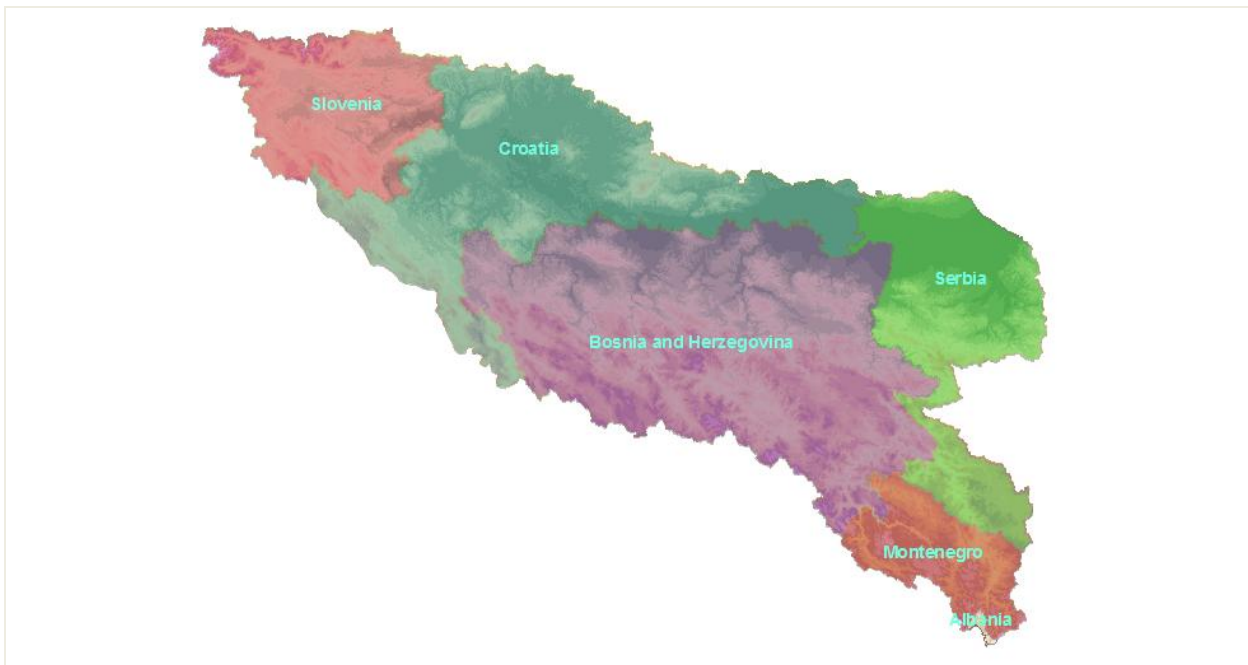 Slovenia
Croatia
Serbia
Bosnia and Herzegovina
Montenegro
Albania